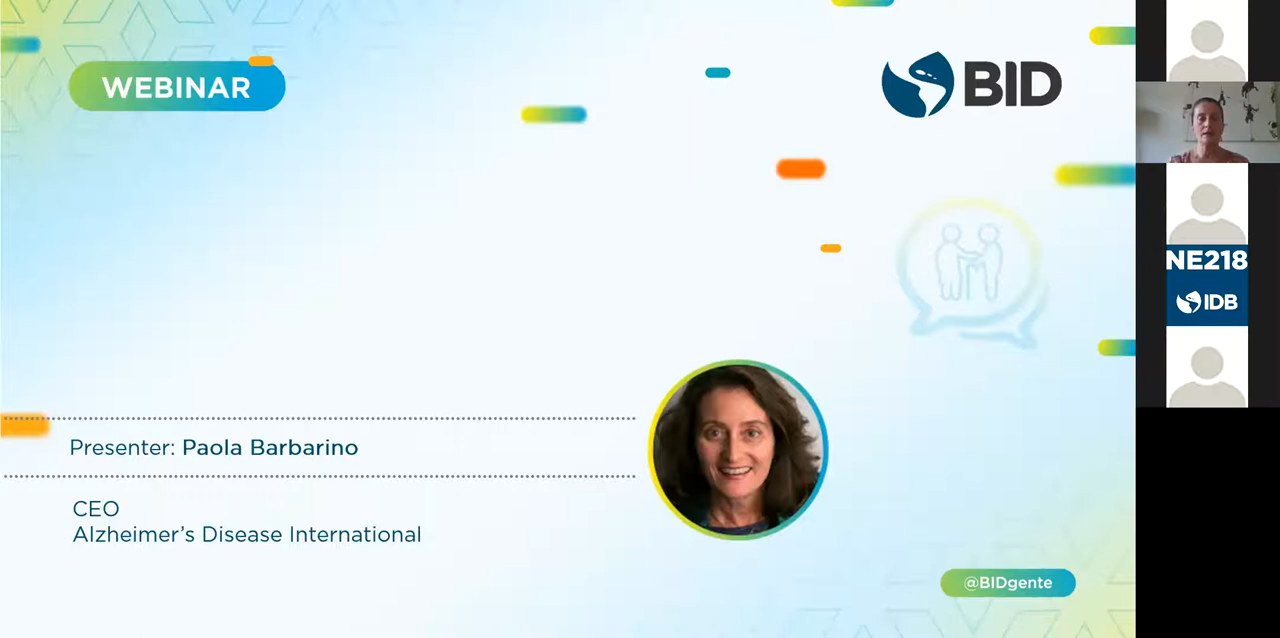 WEBINAR
BID
Presenter: Paola Barbarino
CEO
Alzheimer's Disease International
@BIDgente
NE218
IDB